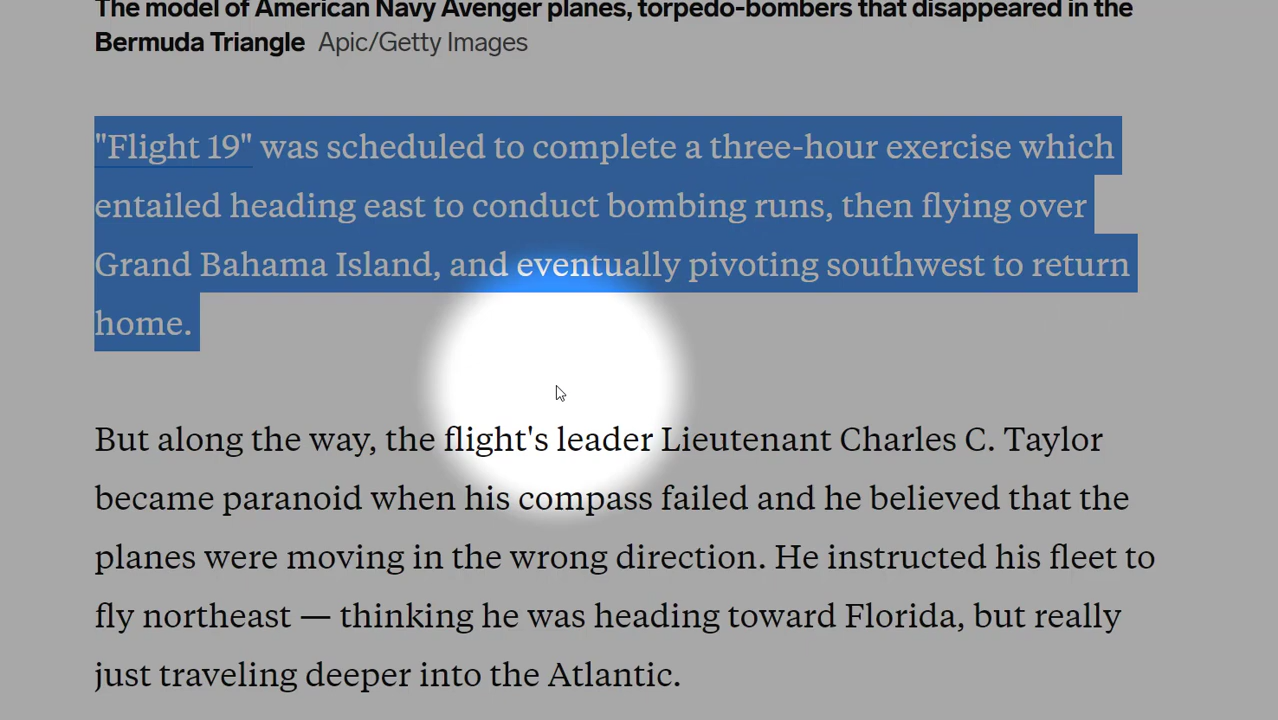 The model of American Navy Avenger planes, torpedo-bombers that disappeared in the
Bermuda Triangle Apic/Getty Images
"Flight 19" was scheduled to complete a three-hour exercise which
entailed heading east to conduct bombing runs, then flying over
Grand Bahama Island, and eventually pivoting southwest to return
home.
But along the way, the flight's leader Lieutenant Charles C. Taylor
became paranoid when his compass failed and he believed that the
planes were moving in the wrong direction. He instructed his fleet to
fly northeast — thinking he was heading toward Florida, but really
just traveling deeper into the Atlantic.